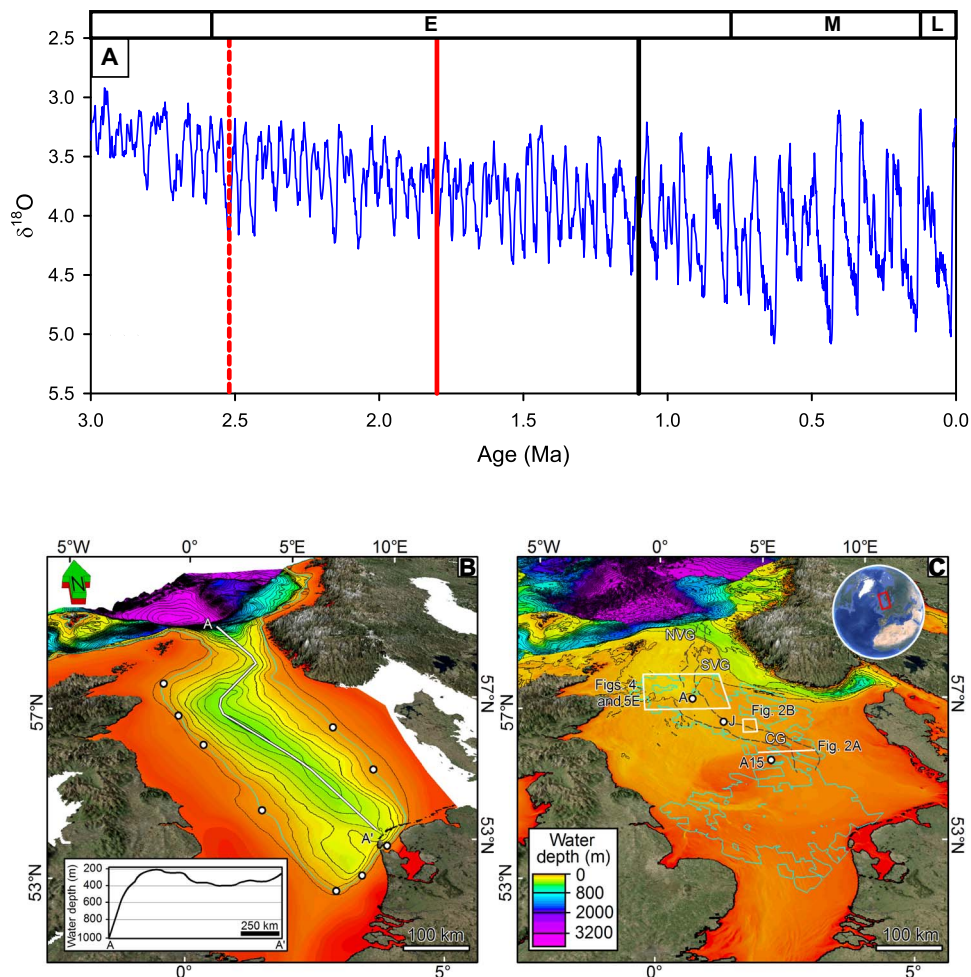 E M L
2.5
A
3.0
3.5
4.0
4.5
5.0
5.5
δ18O
3.0 2.5 2.0 1.5 1.0 0.5 0.0
Age (Ma)
5°W 0° 5°E 10°E
B
N
A
57°N
53°N
A'
Water depth (m)
200
400
600
800
1000
250 km
A A'
100 km
0° 5°
5°W 0° 5°E 10°E
C
NVG
SVG
57°N
Figs. 4
and 5E
A
J
Fig. 2B
CG
Fig. 2A
A15
53°N
Water
depth (m)
0
800
2000
3200
100 km
0° 5°
57°N
53°N